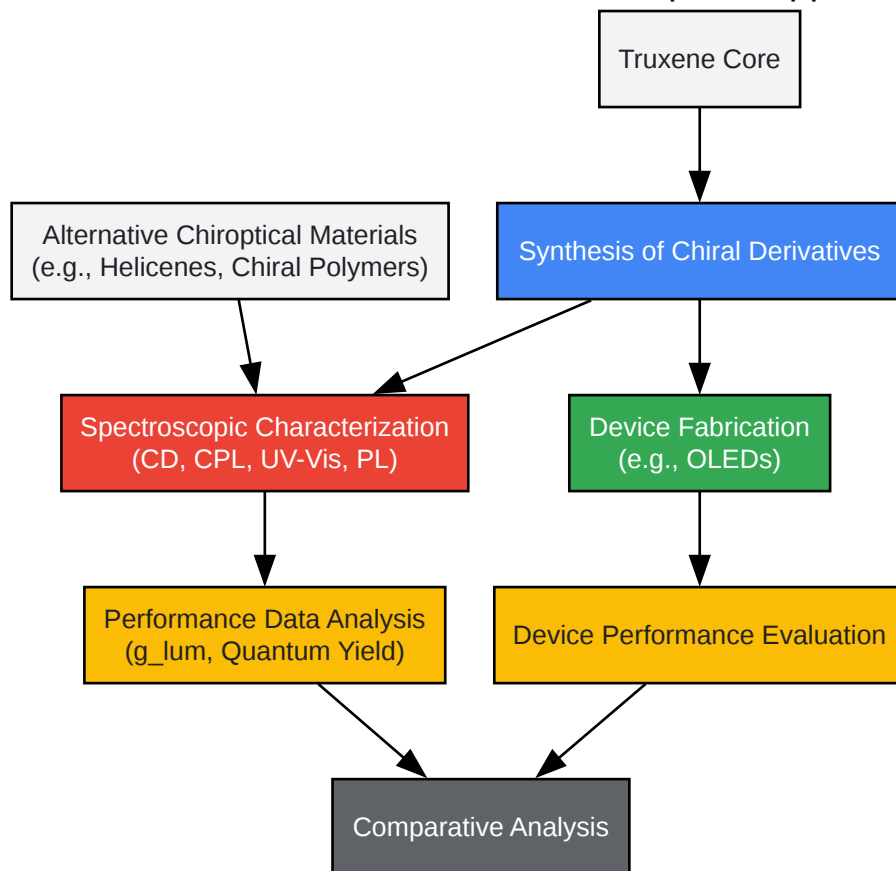 Truxene Core
Alternative Chiroptical Materials
(e.g., Helicenes, Chiral Polymers)
Synthesis of Chiral Derivatives
Spectroscopic Characterization
(CD, CPL, UV-Vis, PL)
Device Fabrication
(e.g., OLEDs)
Performance Data Analysis
(g_lum, Quantum Yield)
Device Performance Evaluation
Comparative Analysis